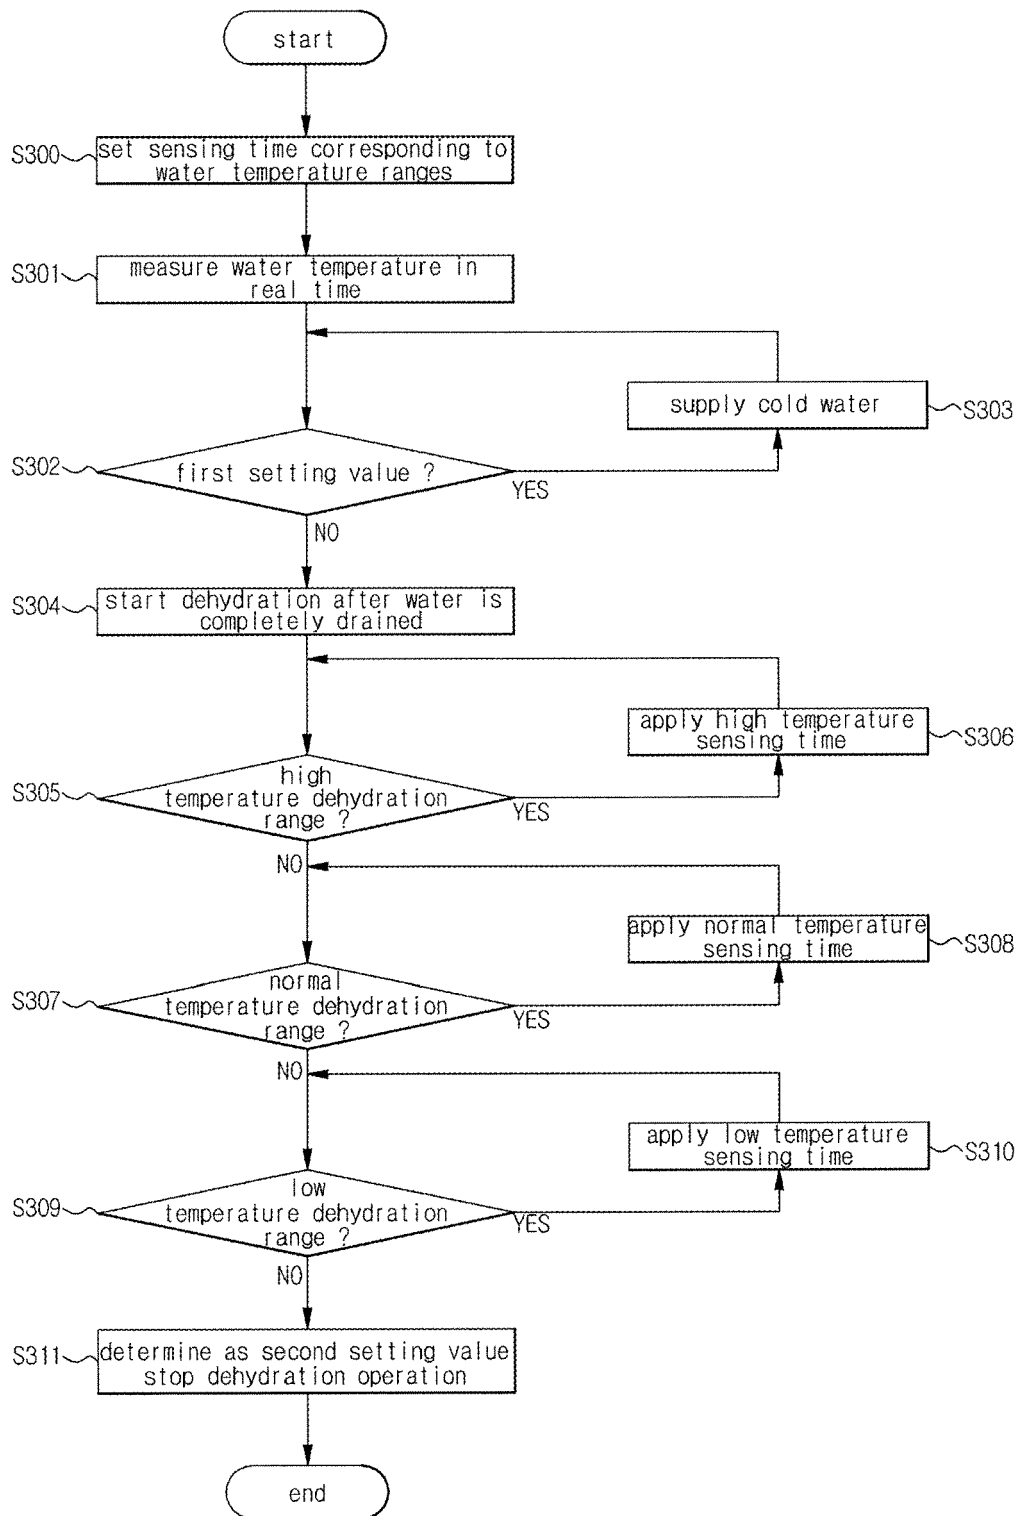 start
S300
set sensing time corresponding to
water temperature ranges
S301
measure water temperature in
real time
supply cold water
S303
S302
first setting value ?
YES
NO
S304
start dehydration after water is
completely drained
apply high temperature
sensing time
S306
S305
high
temperature dehydration
range ?
YES
NO
apply normal temperature
sensing time
S308
S307
normal
temperature dehydration
range ?
YES
NO
apply low temperature
sensing time
S310
S309
low
temperature dehydration
range ?
YES
NO
S311
determine as second setting value
stop dehydration operation
end